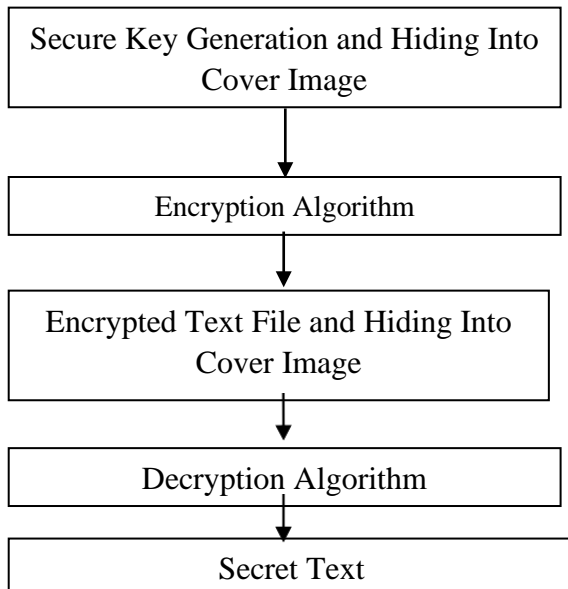 Secure Key Generation and Hiding Into
Cover Image
Encryption Algorithm
Encrypted Text File and Hiding Into
Cover Image
Decryption Algorithm
Secret Text